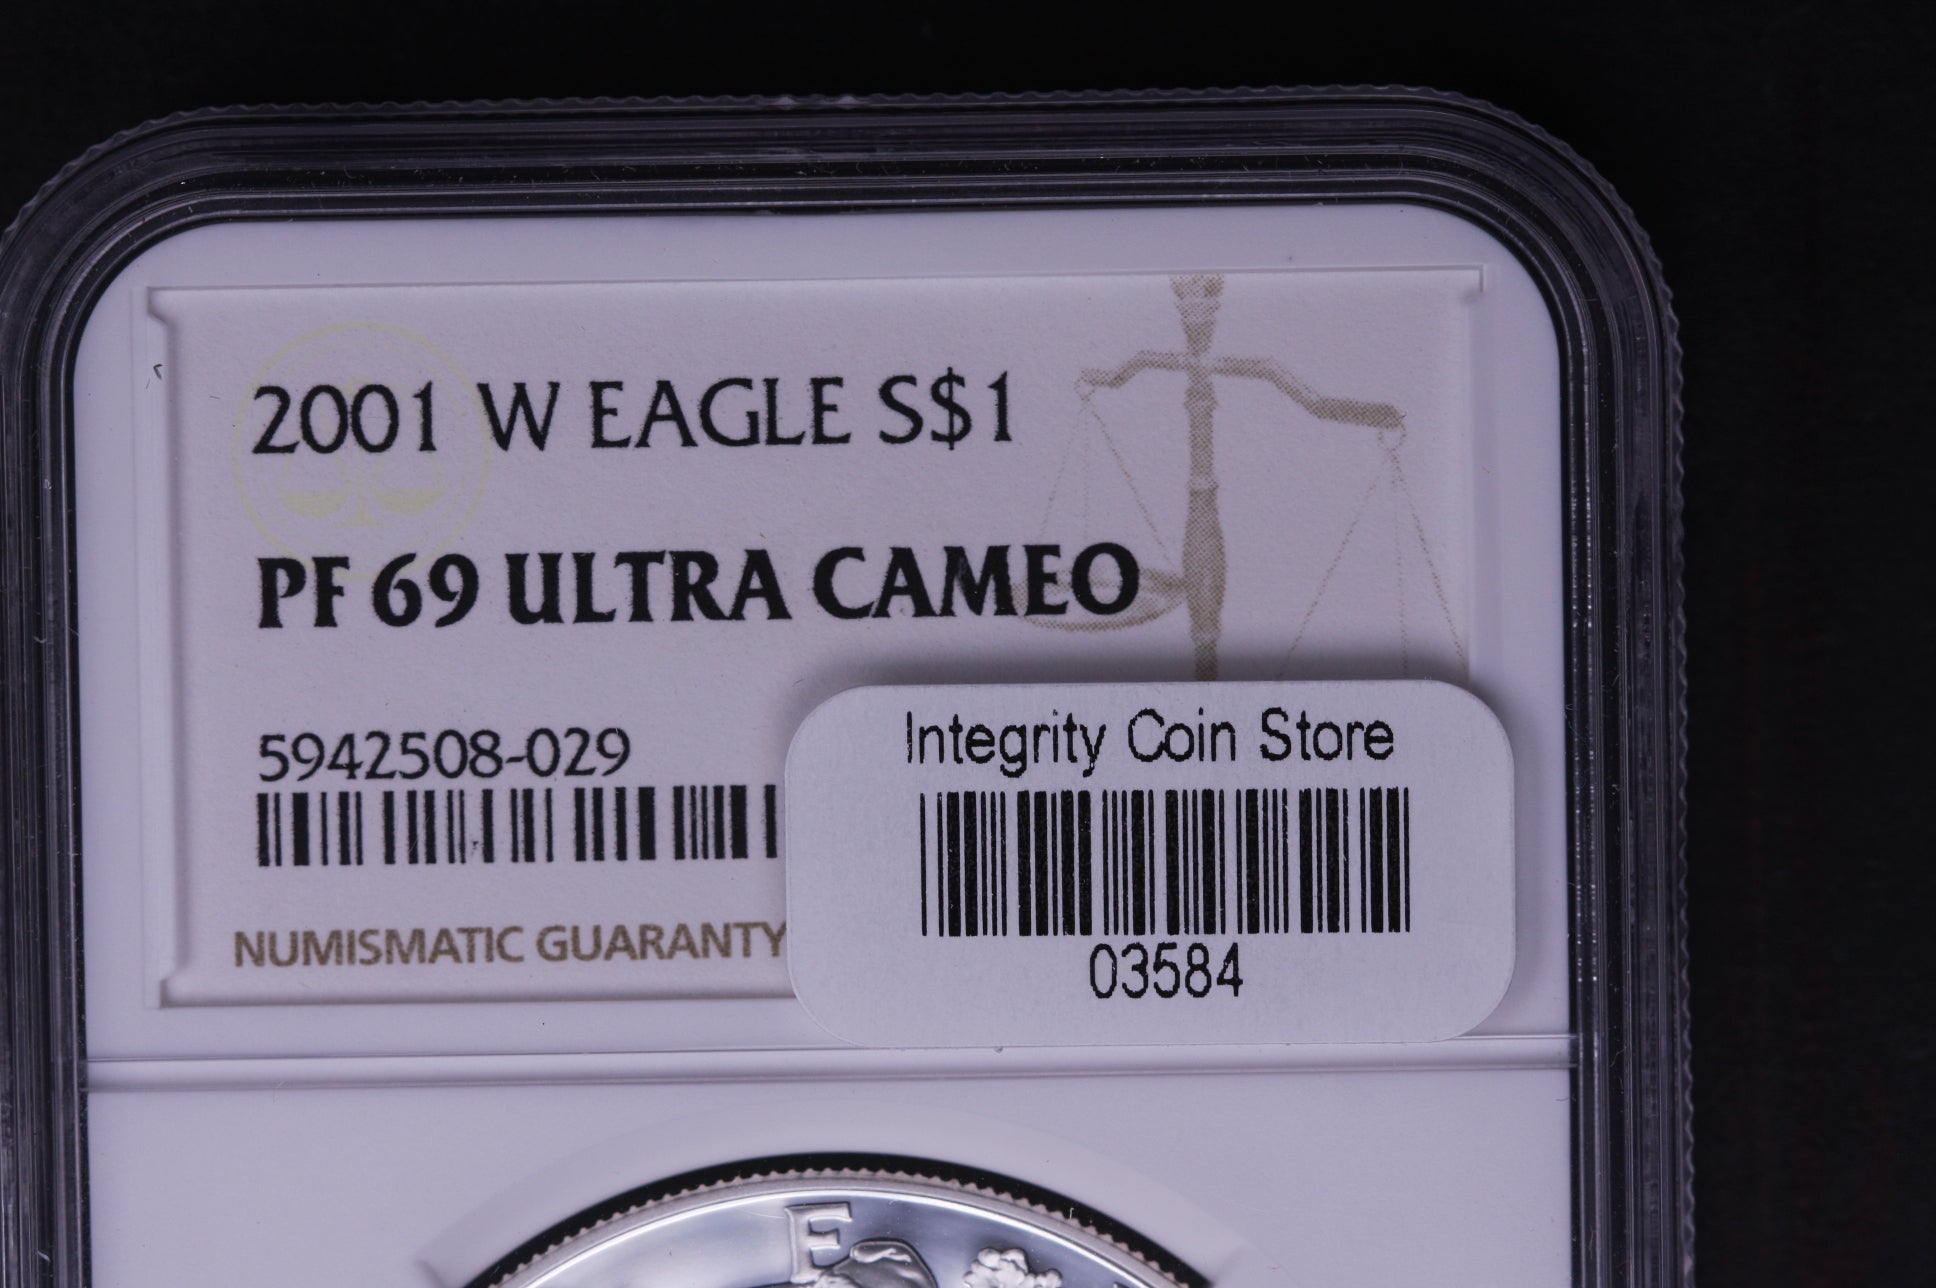 2001 W EAGLE S$1
PF 69 ULTRA CAMEO
5942508-029
NUMISMATIC GUARANTY
Integrity Coin Store
03584
E